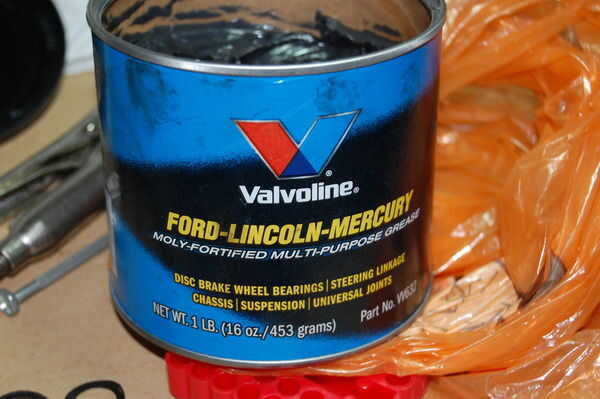 Valvoline®
FORD-LINCOLN-MERCURY
MOLY-FORTIFIED MULTI-PURPOSE GREASE
DISC BRAKE WHEEL BEARINGS | STEERING LINKAGE
CHASSIS | SUSPENSION | UNIVERSAL JOINTS
NET WT. 1 LB. (16 oz./453 grams)
Part No. VV632